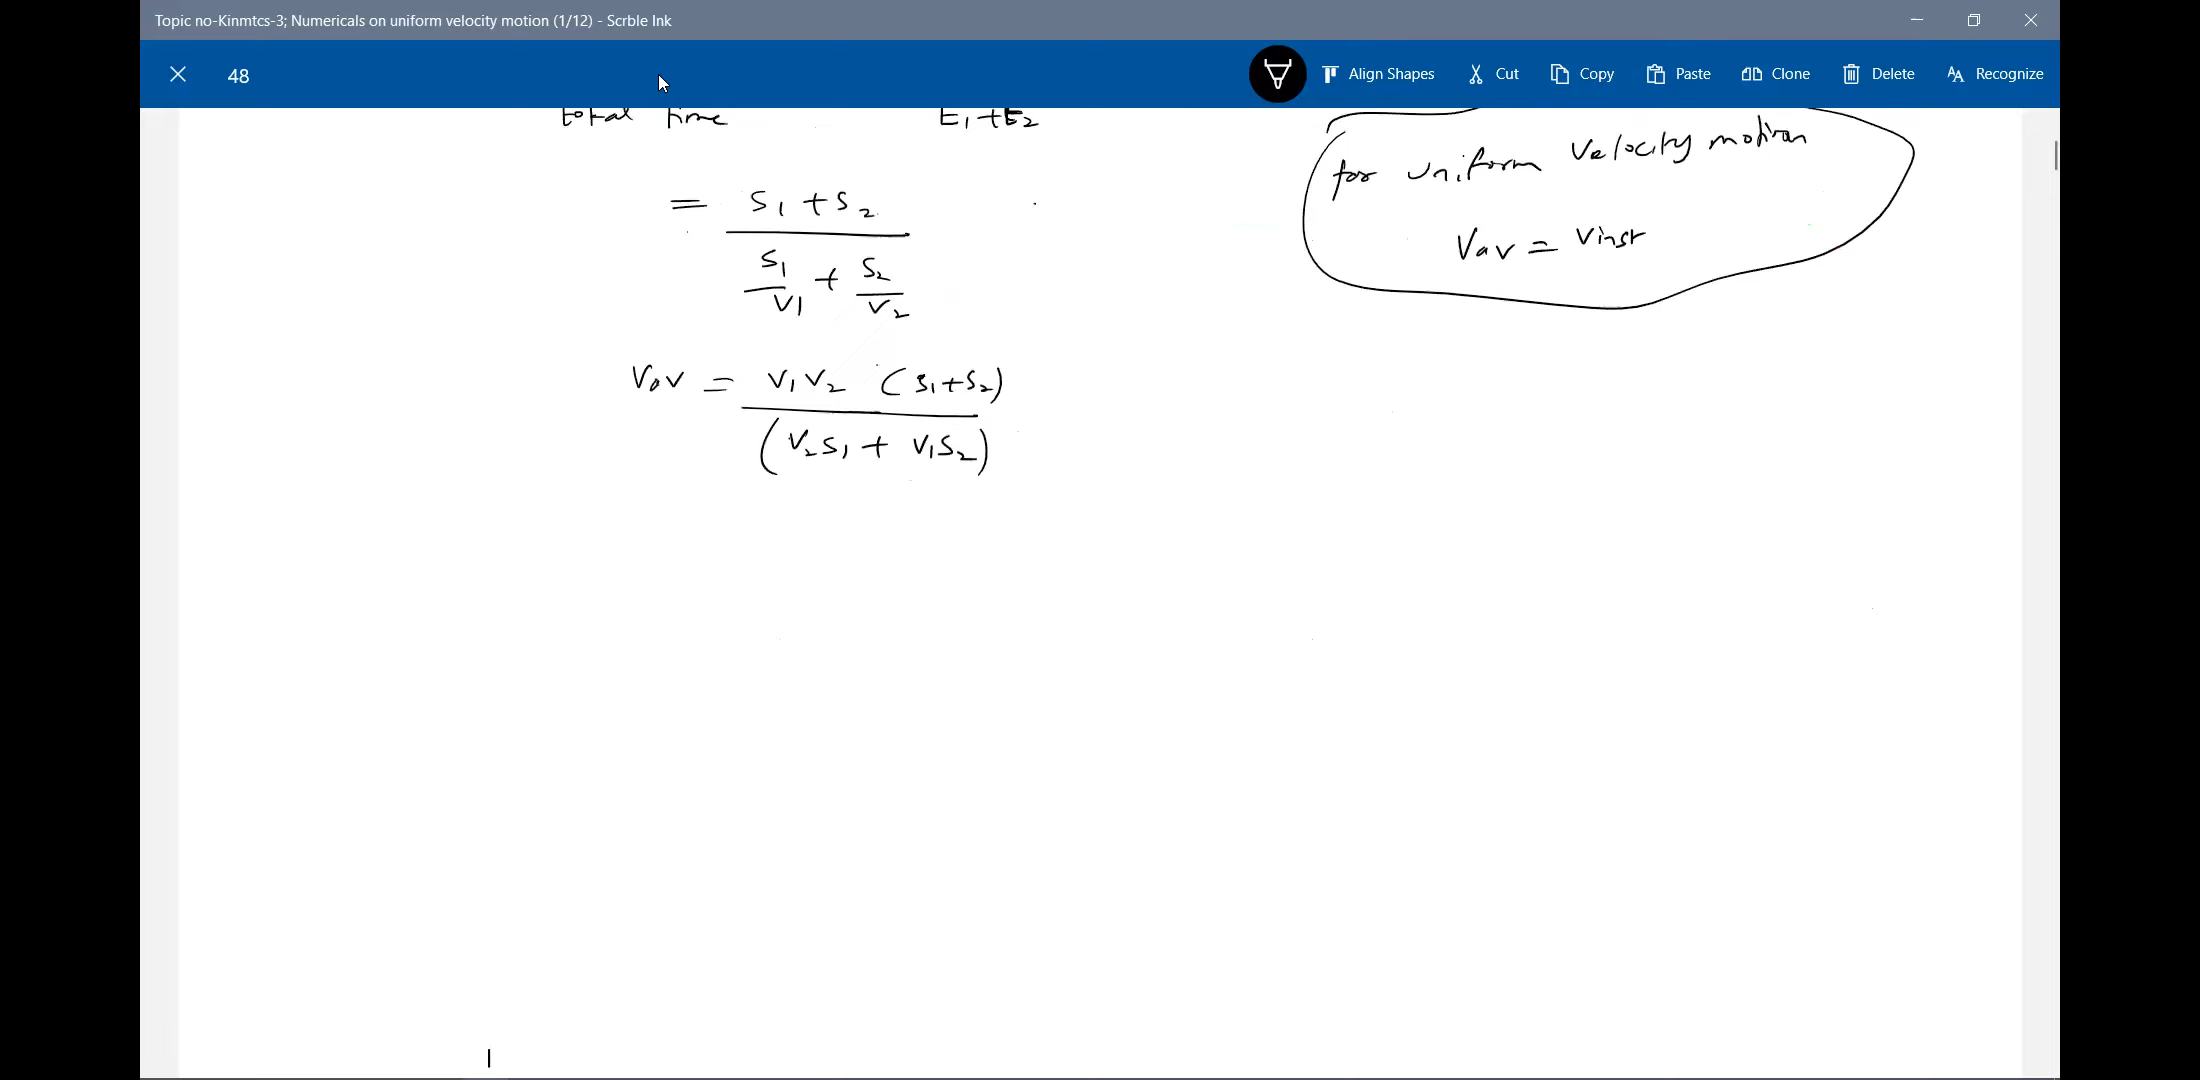 Topic no-Kinmtcs-3; Numericals on uniform velocity motion (1/12) - Scrble Ink
48 Align Shapes Cut Copy Paste Clone Delete Recognize
total time t1+t2
= s1+s2
s1/v1 + s2/v2
Vav = v1v2 (s1+s2)
(v2s1 + v1s2)
for uniform velocity motion
Vav = Vinst